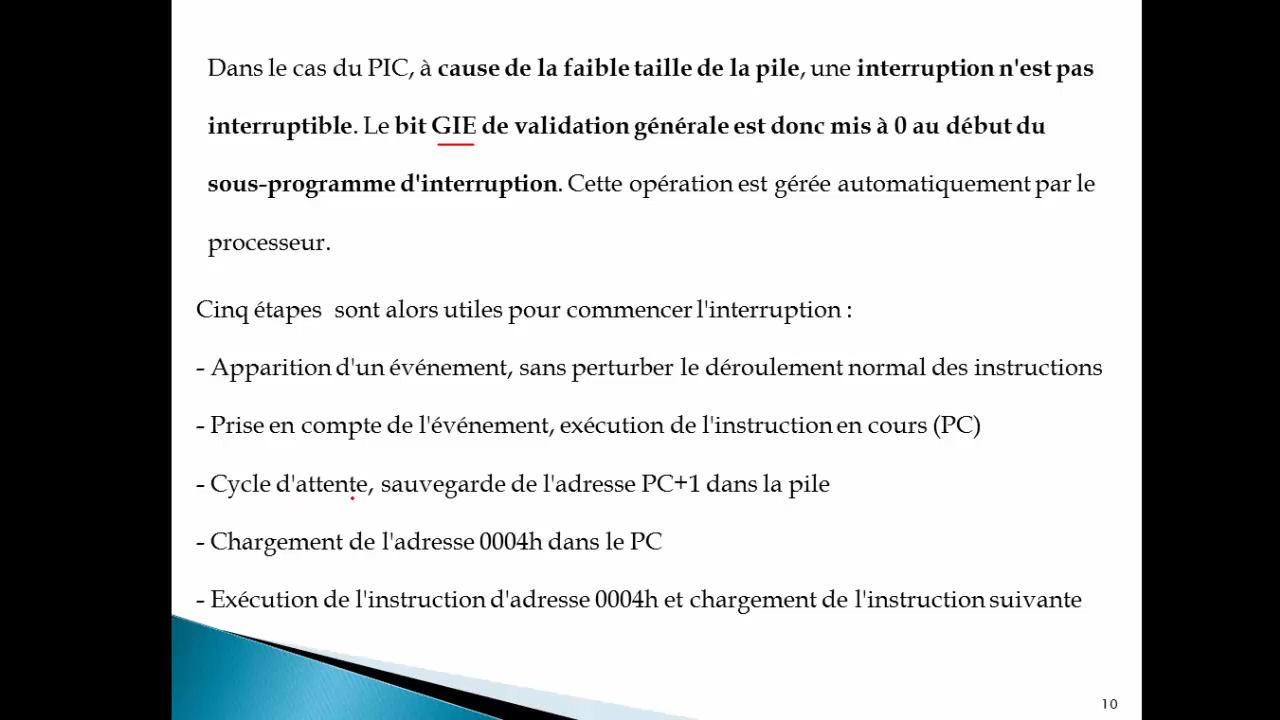 Dans le cas du PIC, à cause de la faible taille de la pile, une interruption n'est pas
interruptible. Le bit GIE de validation générale est donc mis à 0 au début du
sous-programme d'interruption. Cette opération est gérée automatiquement par le
processeur.
Cinq étapes sont alors utiles pour commencer l'interruption :
- Apparition d'un événement, sans perturber le déroulement normal des instructions
- Prise en compte de l'événement, exécution de l'instruction en cours (PC)
- Cycle d'attente, sauvegarde de l'adresse PC+1 dans la pile
- Chargement de l'adresse 0004h dans le PC
- Exécution de l'instruction d'adresse 0004h et chargement de l'instruction suivante
10